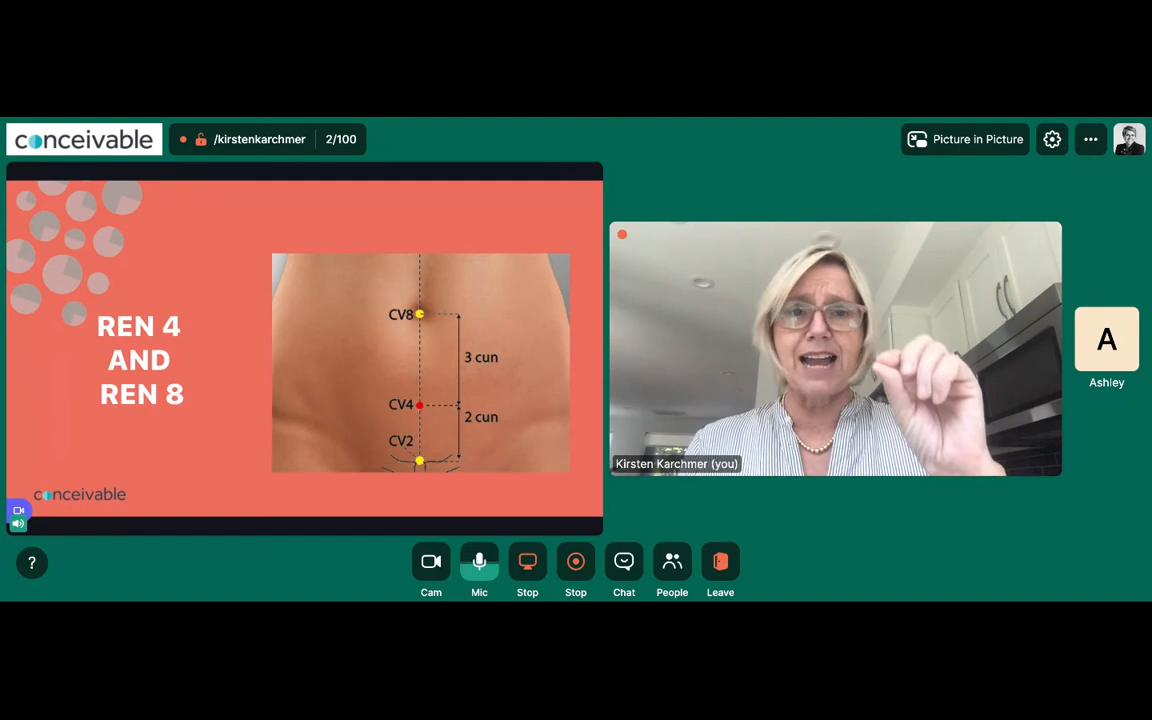 conceivable
/kirstenkarchmer
2/100
Picture in Picture
REN 4
AND
REN 8
CV8
3 cun
CV4
2 cun
CV2
conceivable
Kirsten Karchmer (you)
A
Ashley
?
Cam
Mic
Stop
Stop
Chat
People
Leave